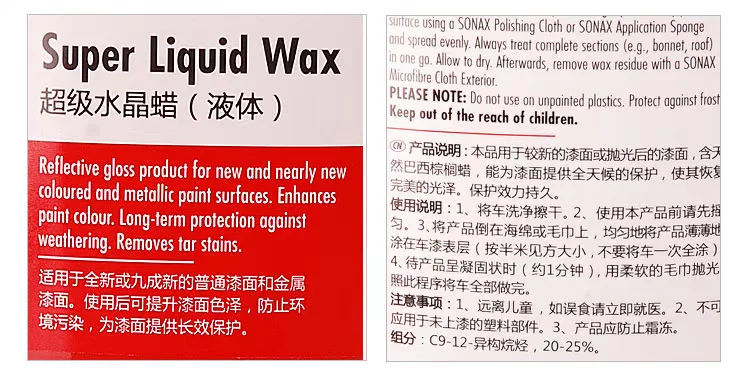 Super Liquid Wax
超级水晶蜡（液体）
Reflective gloss product for new and nearly new
coloured and metallic paint surfaces. Enhances
paint colour. Long-term protection against
weathering. Removes tar stains.
适用于全新或九成新的普通漆面和金属
漆面。使用后可提升漆面色泽，防止环
境污染，为漆面提供长效保护。
surface using a SONAX Polishing Cloth or SONAX Application Sponge
and spread evenly. Always treat complete sections (e.g., bonnet, roof)
in one go. Allow to dry. Afterwards, remove wax residue with a SONAX
Microfibre Cloth Exterior.
PLEASE NOTE: Do not use on unpainted plastics. Protect against frost
Keep out of the reach of children.
CN 产品说明：本品用于较新的漆面或抛光后的漆面，含天
然巴西棕榈蜡，能为漆面提供全天候的保护，使其恢复
完美的光泽。保护效力持久。
使用说明：1、将车洗净擦干。2、使用本产品前请先摇
匀。3、将产品倒在海绵或毛巾上，均匀地将产品薄薄地
涂在车漆表层（按半米见方大小，不要将车一次全涂）
4、待产品呈凝固状时（约1分钟），用柔软的毛巾抛光
照此程序将车全部做完。
注意事项：1、远离儿童，如误食请立即就医。2、不可
应用于未上漆的塑料部件。3、产品应防止霜冻。
组分：C9-12-异构烷烃，20-25%。